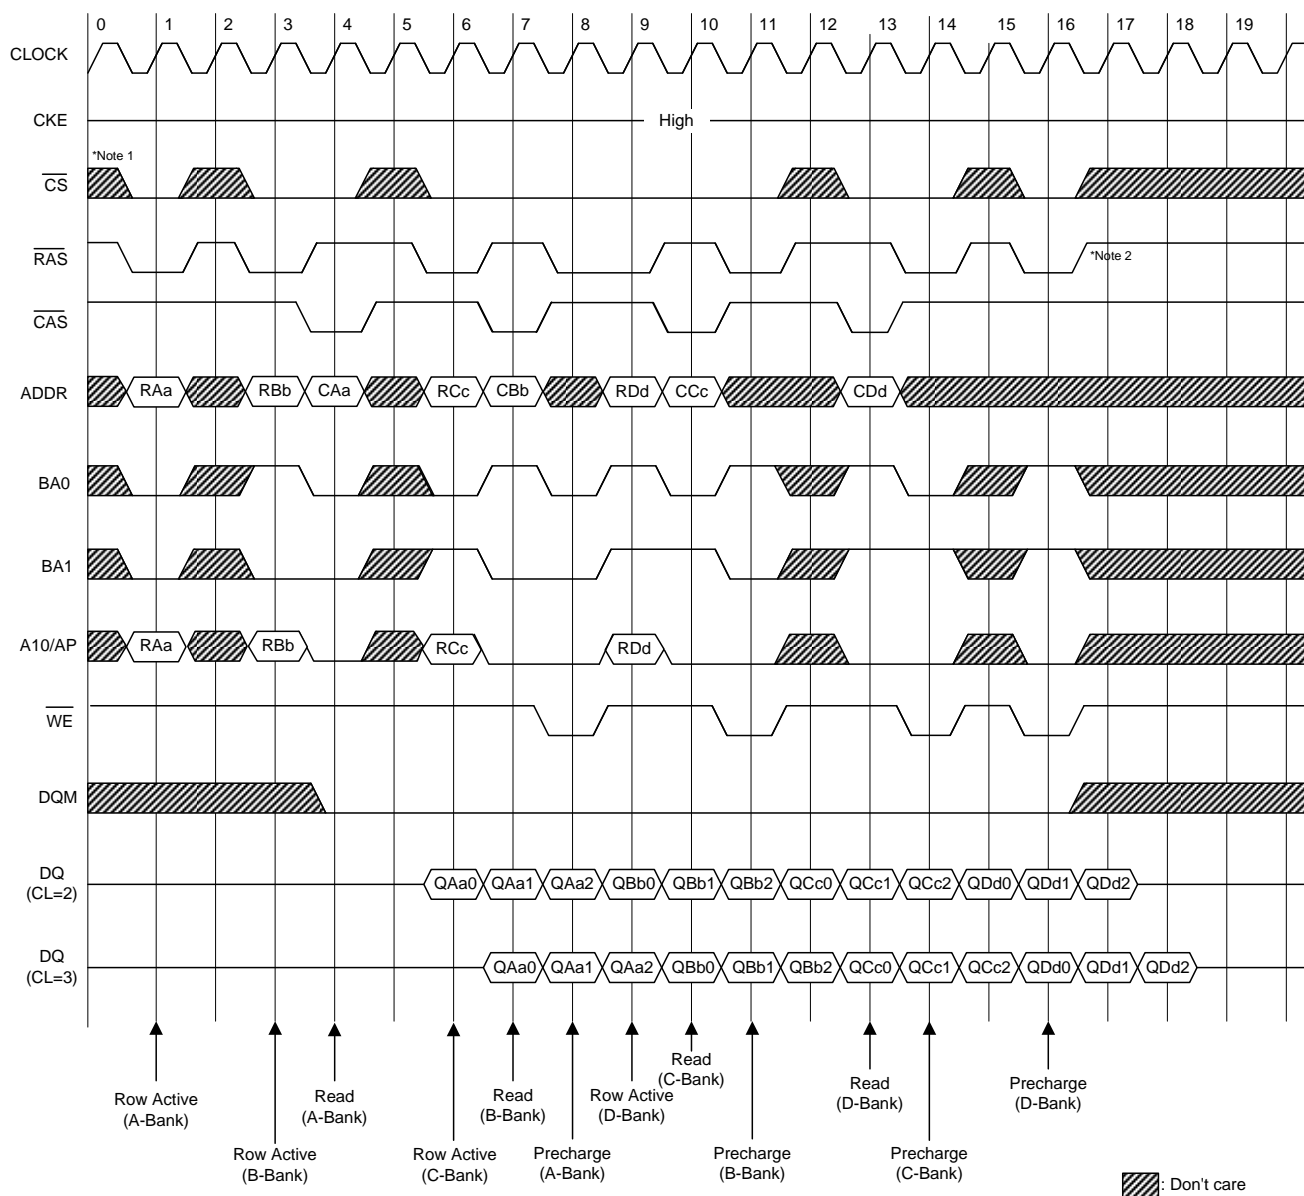 0 1 2 3 4 5 6 7 8 9 10 11 12 13 14 15 16 17 18 19
CLOCK
CKE
High
*Note 1
CS
RAS
*Note 2
CAS
ADDR
RAa RBb CAa RCc CBb RDd CCc CDd
BA0
BA1
A10/AP
RAa RBb RCc RDd
WE
DQM
DQ
(CL=2)
QAa0 QAa1 QAa2 QBb0 QBb1 QBb2 QCc0 QCc1 QCc2 QDd0 QDd1 QDd2
DQ
(CL=3)
QAa0 QAa1 QAa2 QBb0 QBb1 QBb2 QCc0 QCc1 QCc2 QDd0 QDd1 QDd2
Row Active
(A-Bank)
Row Active
(B-Bank)
Read
(A-Bank)
Row Active
(C-Bank)
Read
(B-Bank)
Precharge
(A-Bank)
Row Active
(D-Bank)
Read
(C-Bank)
Precharge
(B-Bank)
Read
(D-Bank)
Precharge
(C-Bank)
Precharge
(D-Bank)
: Don't care